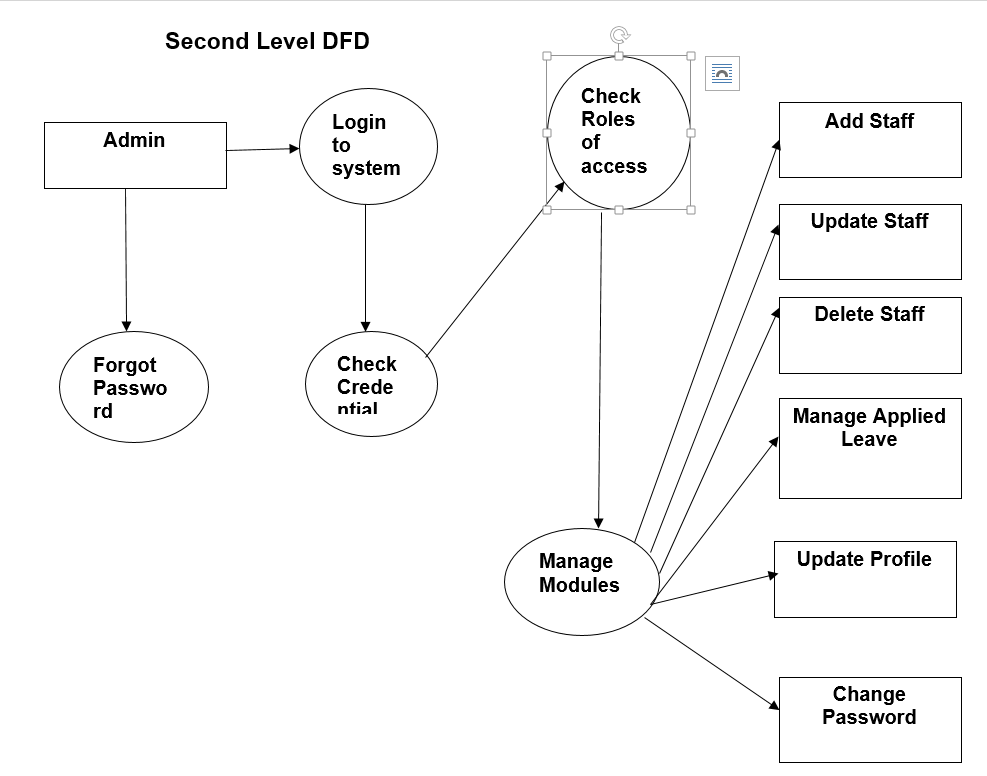 Second Level DFD
Admin
Login
to
system
Check
Roles
of
access
Add Staff
Update Staff
Delete Staff
Forgot
Passwo
rd
Check
Crede
ntial
Manage Applied
Leave
Manage
Modules
Update Profile
Change
Password